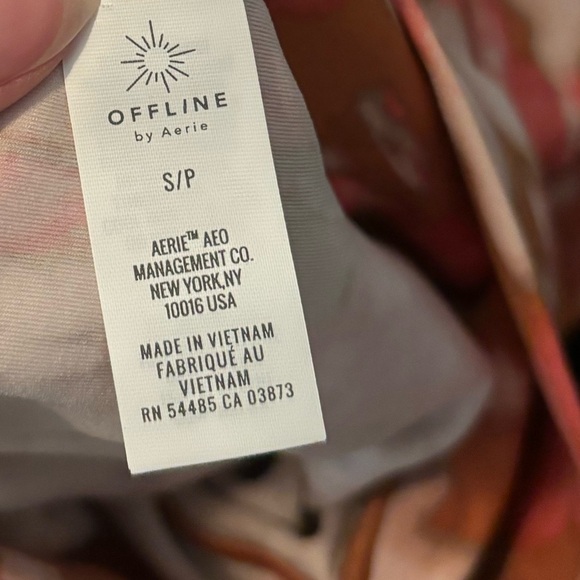 OFFLINE
by Aerie
S/P
AERIE™ AEO
MANAGEMENT CO.
NEW YORK,NY
10016 USA
MADE IN VIETNAM
FABRIQUÉ AU
VIETNAM
RN 54485 CA 03873